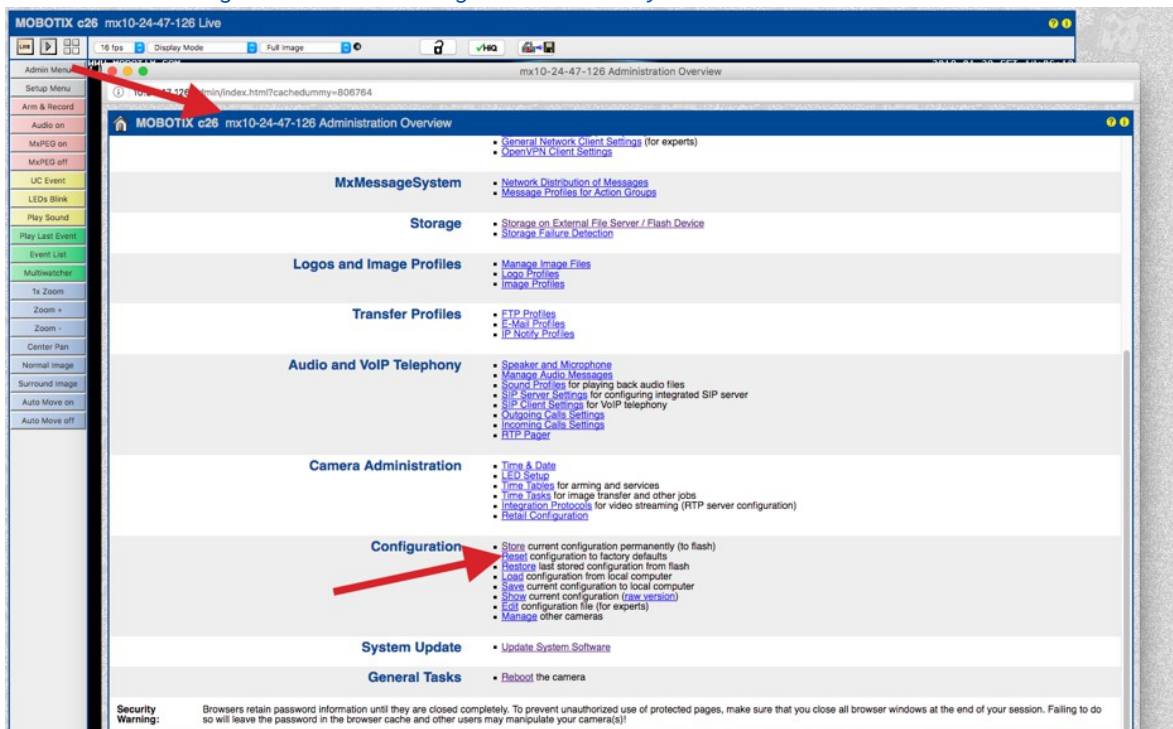 MOBOTIX c26 mx10-24-47-126 Live
16 fps Display Mode Full Image HQ
mx10-24-47-126 Administration Overview
Admin Menu
Setup Menu
Arm & Record
Audio on
MxPEG on
MxPEG off
UC Event
LEDs Blink
Play Sound
Play Last Event
Event List
Multiwatcher
1x Zoom
Zoom +
Zoom -
Center Pan
Normal Image
Surround Image
Auto Move on
Auto Move off
MOBOTIX c26 mx10-24-47-126 Administration Overview
General Network Client Settings (for experts)
OpenVPN Client Settings
MxMessageSystem
Network Distribution of Messages
Message Profiles for Action Groups
Storage
Storage on External File Server / Flash Device
Storage Failure Detection
Logos and Image Profiles
Manage Image Files
Logo Profiles
Image Profiles
Transfer Profiles
FTP Profiles
E-Mail Profiles
IP Notify Profiles
Audio and VoIP Telephony
Speaker and Microphone
Manage Audio Messages
Sound Profiles for playing back audio files
SIP Server Settings for configuring integrated SIP server
SIP Client Settings for VoIP telephony
Outgoing Calls Settings
Incoming Calls Settings
RTP Pager
Camera Administration
Time & Date
LED Setup
Time Tables for arming and services
Time Tasks for image transfer and other jobs
Integration Protocols for video streaming (RTP server configuration)
Retail Configuration
Configuration
Store current configuration permanently (to flash)
Reset configuration to factory defaults
Restore last stored configuration from flash
Load configuration from local computer
Save current configuration to local computer
Show current configuration (raw version)
Edit configuration file (for experts)
Manage other cameras
System Update
Update System Software
General Tasks
Reboot the camera
Security Warning:
Browsers retain password information until they are closed completely. To prevent unauthorized use of protected pages, make sure that you close all browser windows at the end of your session. Failing to do
so will leave the password in the browser cache and other users may manipulate your camera(s)!